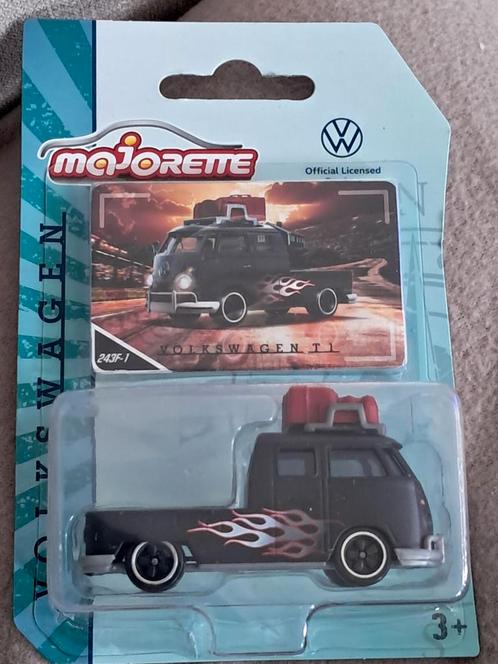 majorette
Official Licensed
VOLKSWAGEN
243F-1
VOLKSWAGEN T1
3+